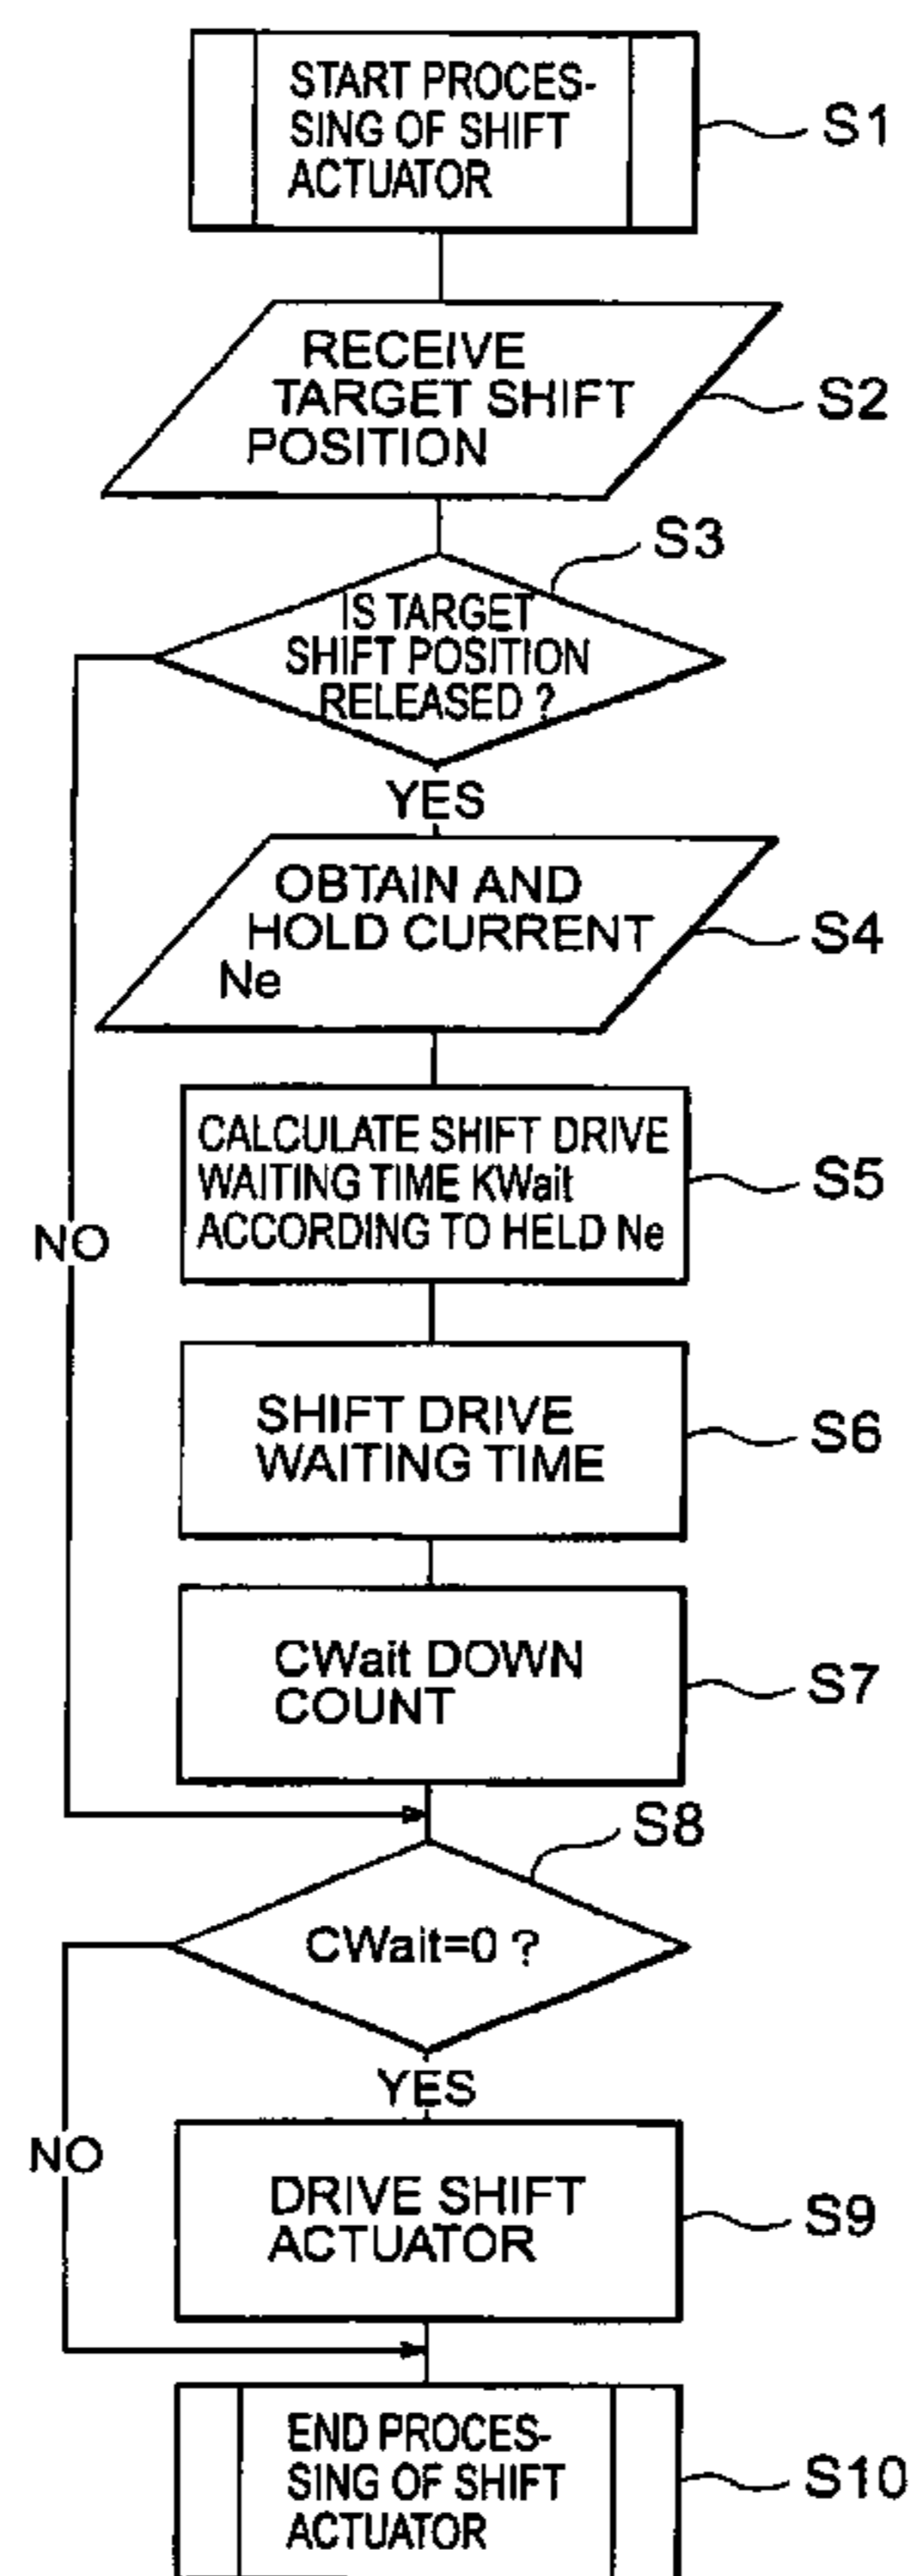 START PROCES-
SING OF SHIFT
ACTUATOR
S1
RECEIVE
TARGET SHIFT
POSITION
S2
S3
IS TARGET
SHIFT POSITION
RELEASED ?
YES
OBTAIN AND
HOLD CURRENT
Ne
S4
CALCULATE SHIFT DRIVE
WAITING TIME KWait
ACCORDING TO HELD Ne
S5
NO
SHIFT DRIVE
WAITING TIME
S6
CWait DOWN
COUNT
S7
S8
CWait=0 ?
YES
NO
DRIVE SHIFT
ACTUATOR
S9
END PROCES-
SING OF SHIFT
ACTUATOR
S10